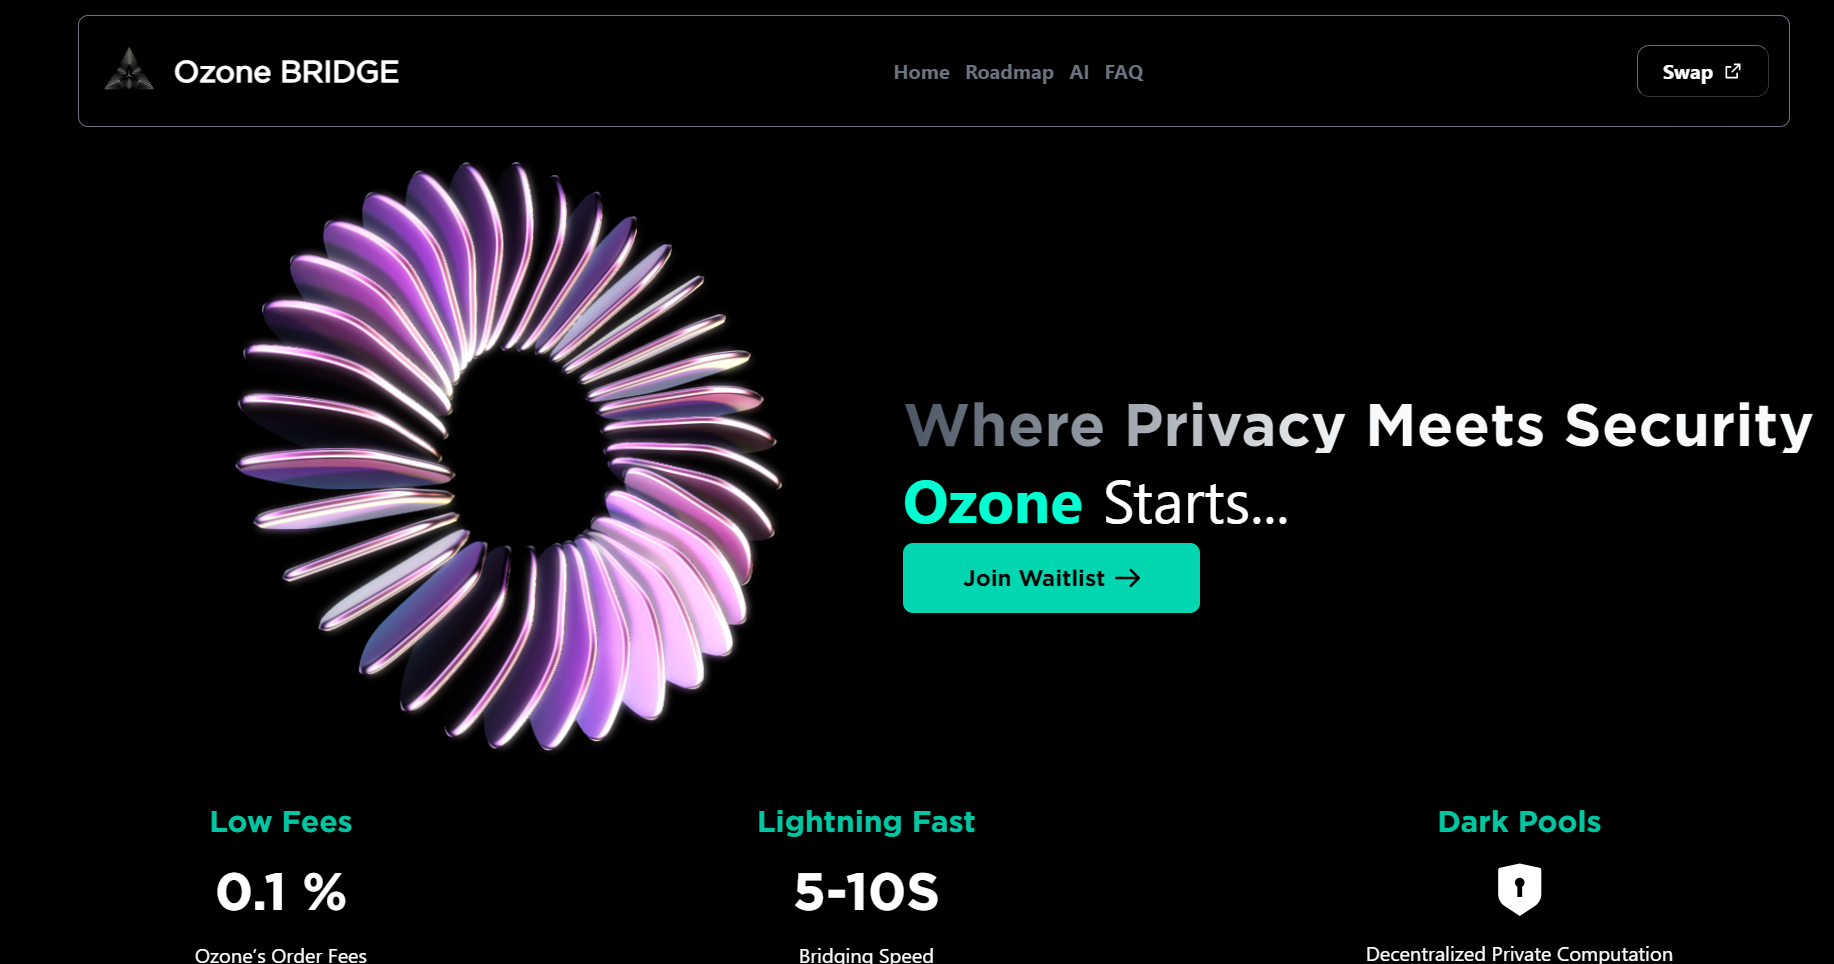 Ozone BRIDGE
Home Roadmap AI FAQ
Swap
Where Privacy Meets Security
Ozone Starts...
Join Waitlist
Low Fees
0.1 %
Ozone’s Order Fees
Lightning Fast
5-10S
Bridging Speed
Dark Pools
Decentralized Private Computation